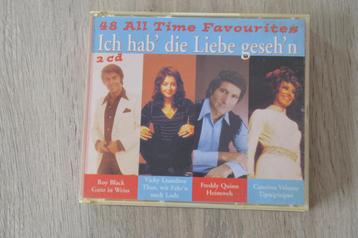 48 All Time Favourites
Ich hab' die Liebe geseh'n
2 cd
Roy Black
Ganz in Weiss
Vicky Leandros
Theo, wir Fahr'n
nach Lodz
Freddy Quinn
Heimweh
Caterina Valente
Tipitipitipso